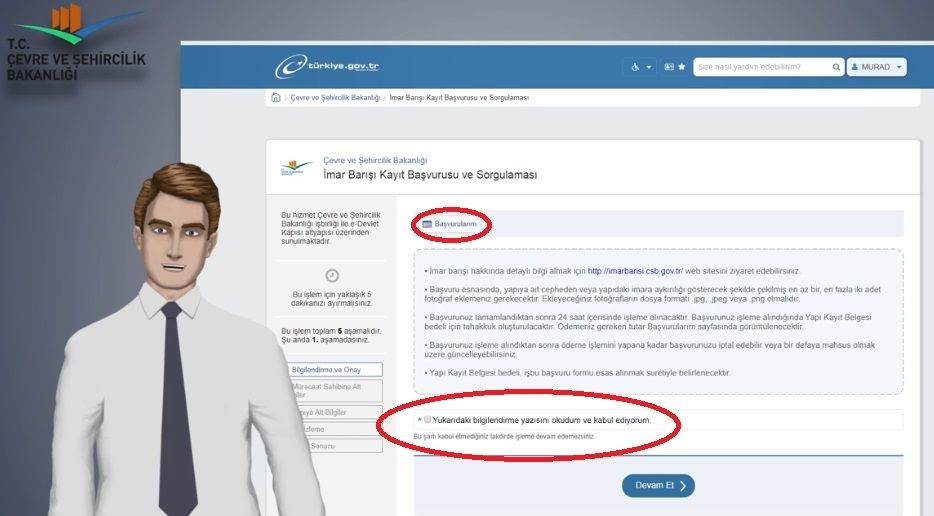 T.C.
ÇEVRE VE ŞEHİRCİLİK
BAKANLIĞI
türkiye.gov.tr
Size nasıl yardım edebilirim?
MURAD
Çevre ve Şehircilik Bakanlığı
İmar Barışı Kayıt Başvurusu ve Sorgulaması
Çevre ve Şehircilik Bakanlığı
İmar Barışı Kayıt Başvurusu ve Sorgulaması
Bu hizmet Çevre ve Şehircilik
Bakanlığı işbirliği ile e-Devlet
Kapısı altyapısı üzerinden
sunulmaktadır.
Bu işlem için yaklaşık 5
dakikanızı ayırmalısınız.
Bu işlem toplam 5 aşamalıdır.
Şu anda 1. aşamadasınız.
Bilgilendirme ve Onay
Müracaat Sahibine Ait
iler
apıya Ait Bilgiler
izleme
Sonucu
Başvurularım
• İmar barışı hakkında detaylı bilgi almak için http://imarbarisi.csb.gov.tr/ web sitesini ziyaret edebilirsiniz.
• Başvuru esnasında, yapıya ait cepheden veya yapıdaki imara aykırılığı gösterecek şekilde çekilmiş en az bir, en fazla iki adet
fotoğraf eklemeniz gerekecektir. Ekleyeceğiniz fotoğrafların dosya formatı .jpg, .jpeg veya .png olmalıdır.
• Başvurunuz tamamlandıktan sonra 24 saat içerisinde işleme alınacaktır. Başvurunuz işleme alındığında Yapı Kayıt Belgesi
bedeli için tahakkuk oluşturulacaktır. Ödemeniz gereken tutar Başvurularım sayfasında görüntülenecektir.
• Başvurunuz işleme alındıktan sonra ödeme işlemini yapana kadar başvurunuzu iptal edebilir veya bir defaya mahsus olmak
üzere güncelleyebilirsiniz.
• Yapı Kayıt Belgesi bedeli, işbu başvuru formu esas alınmak suretiyle belirlenecektir.
* Yukarıdaki bilgilendirme yazısını okudum ve kabul ediyorum.
Bu şartı kabul etmediğiniz takdirde işleme devam edemezsiniz.
Devam Et